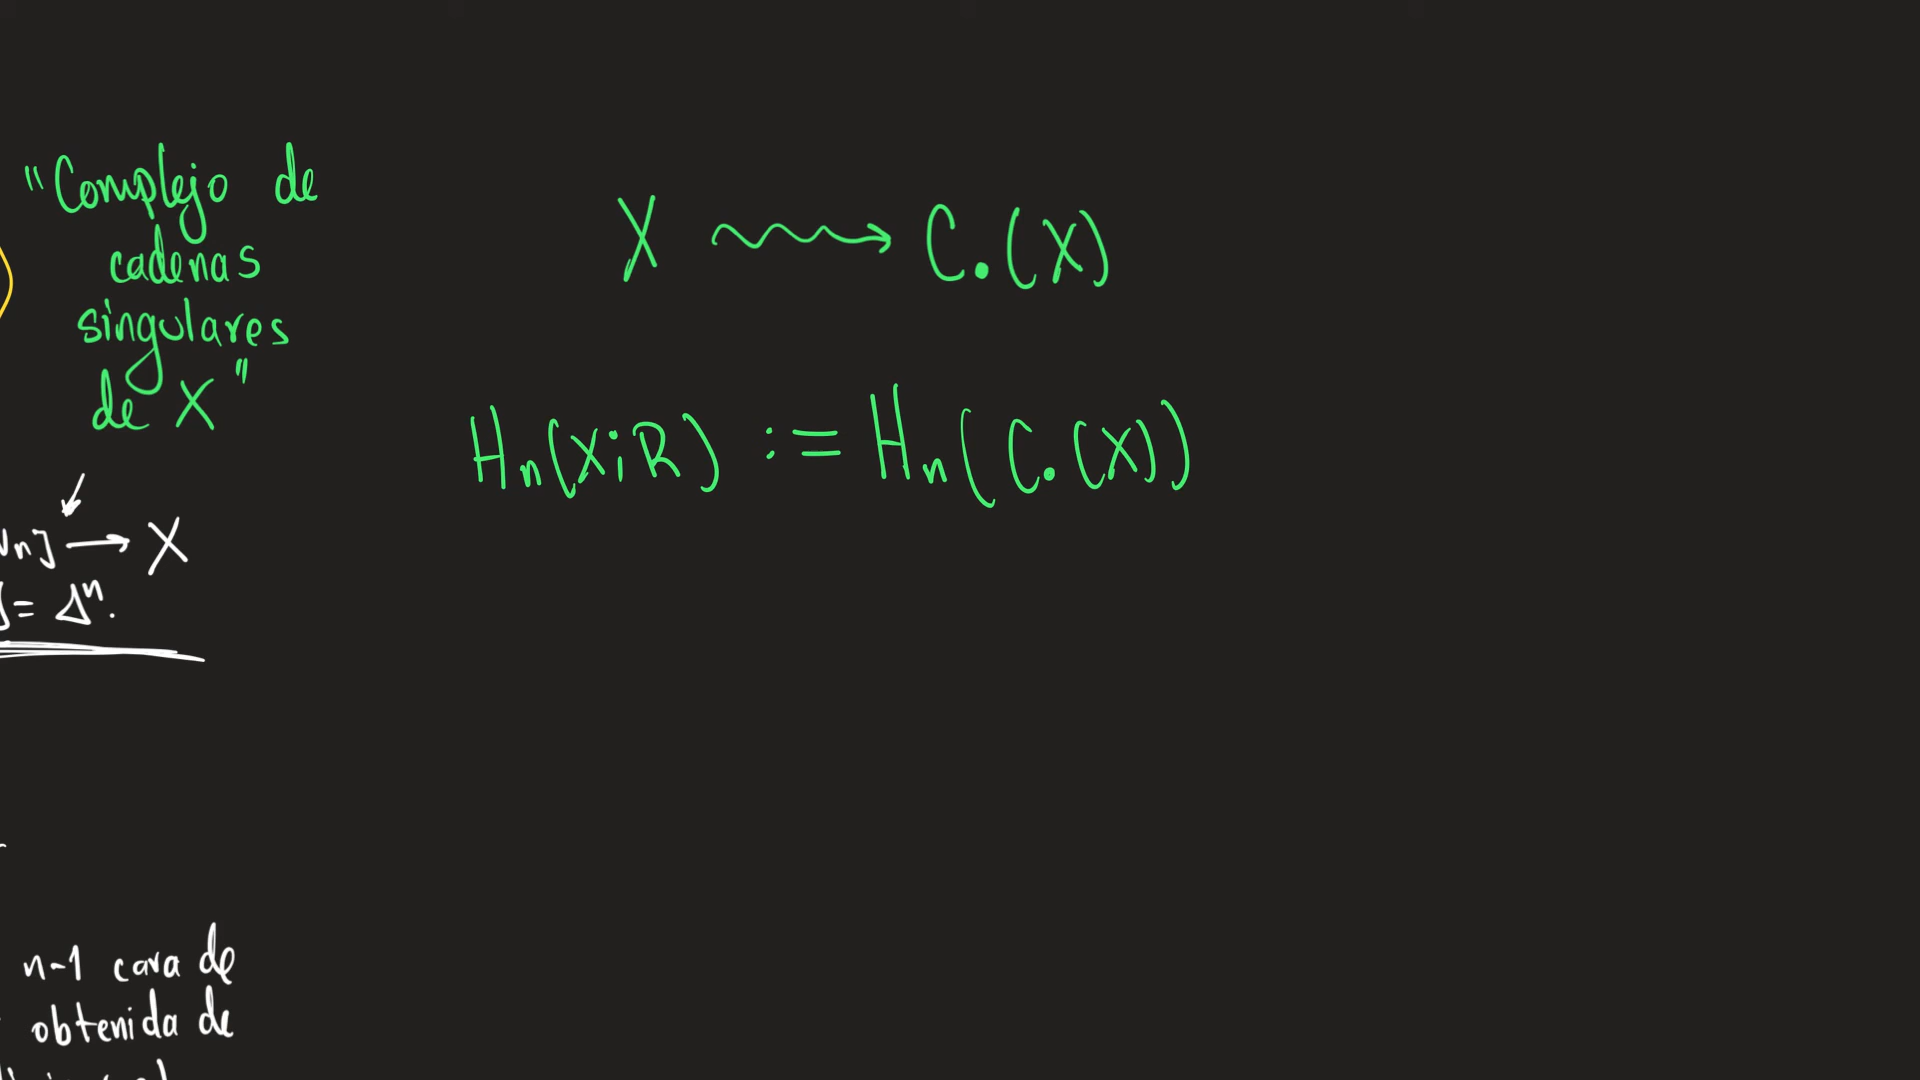 "Complejo de
cadenas
singulares
de X"
X ⇝ C•(X)
Hn(X;R) := Hn(C•(X))
n] → X
= Δⁿ.
n-1 cara de
obtenida de